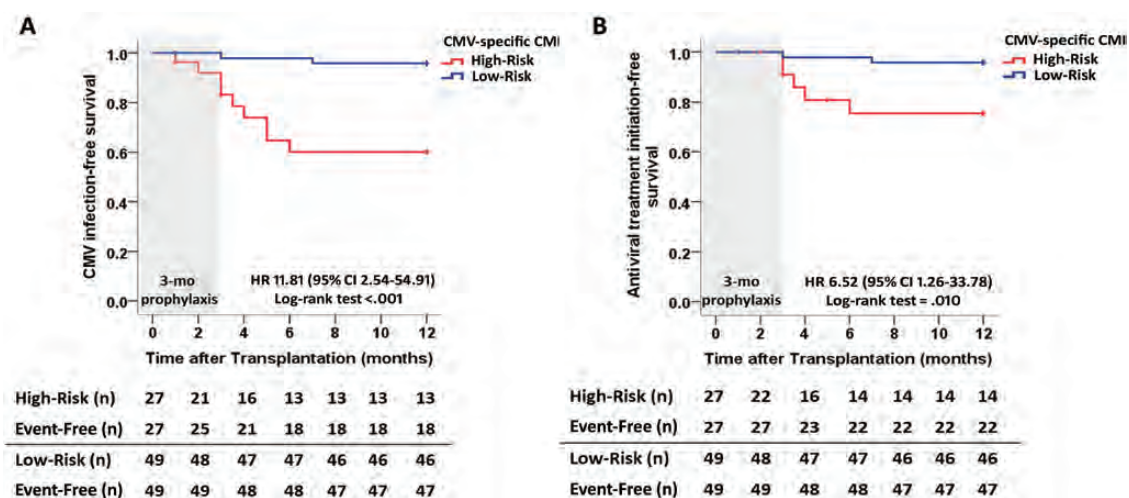 A
CMV-specific CMI
High-Risk
Low-Risk
CMV infection-free survival
1.0
0.8
0.6
0.4
0.2
0.0
3-mo
prophylaxis
HR 11.81 (95% CI 2.54-54.91)
Log-rank test <.001
0 2 4 6 8 10 12
Time after Transplantation (months)
High-Risk (n) 27 21 16 13 13 13 13
Event-Free (n) 27 25 21 18 18 18 18
Low-Risk (n) 49 48 47 47 46 46 46
Event-Free (n) 49 49 48 48 47 47 47
B
CMV-specific CMI
High-Risk
Low-Risk
Antiviral treatment initiation-free
survival
1.0
0.8
0.6
0.4
0.2
0.0
3-mo
prophylaxis
HR 6.52 (95% CI 1.26-33.78)
Log-rank test = .010
0 2 4 6 8 10 12
Time after Transplantation (months)
High-Risk (n) 27 22 16 14 14 14 14
Event-Free (n) 27 27 23 22 22 22 22
Low-Risk (n) 49 48 47 47 46 46 46
Event-Free (n) 49 49 48 48 47 47 47